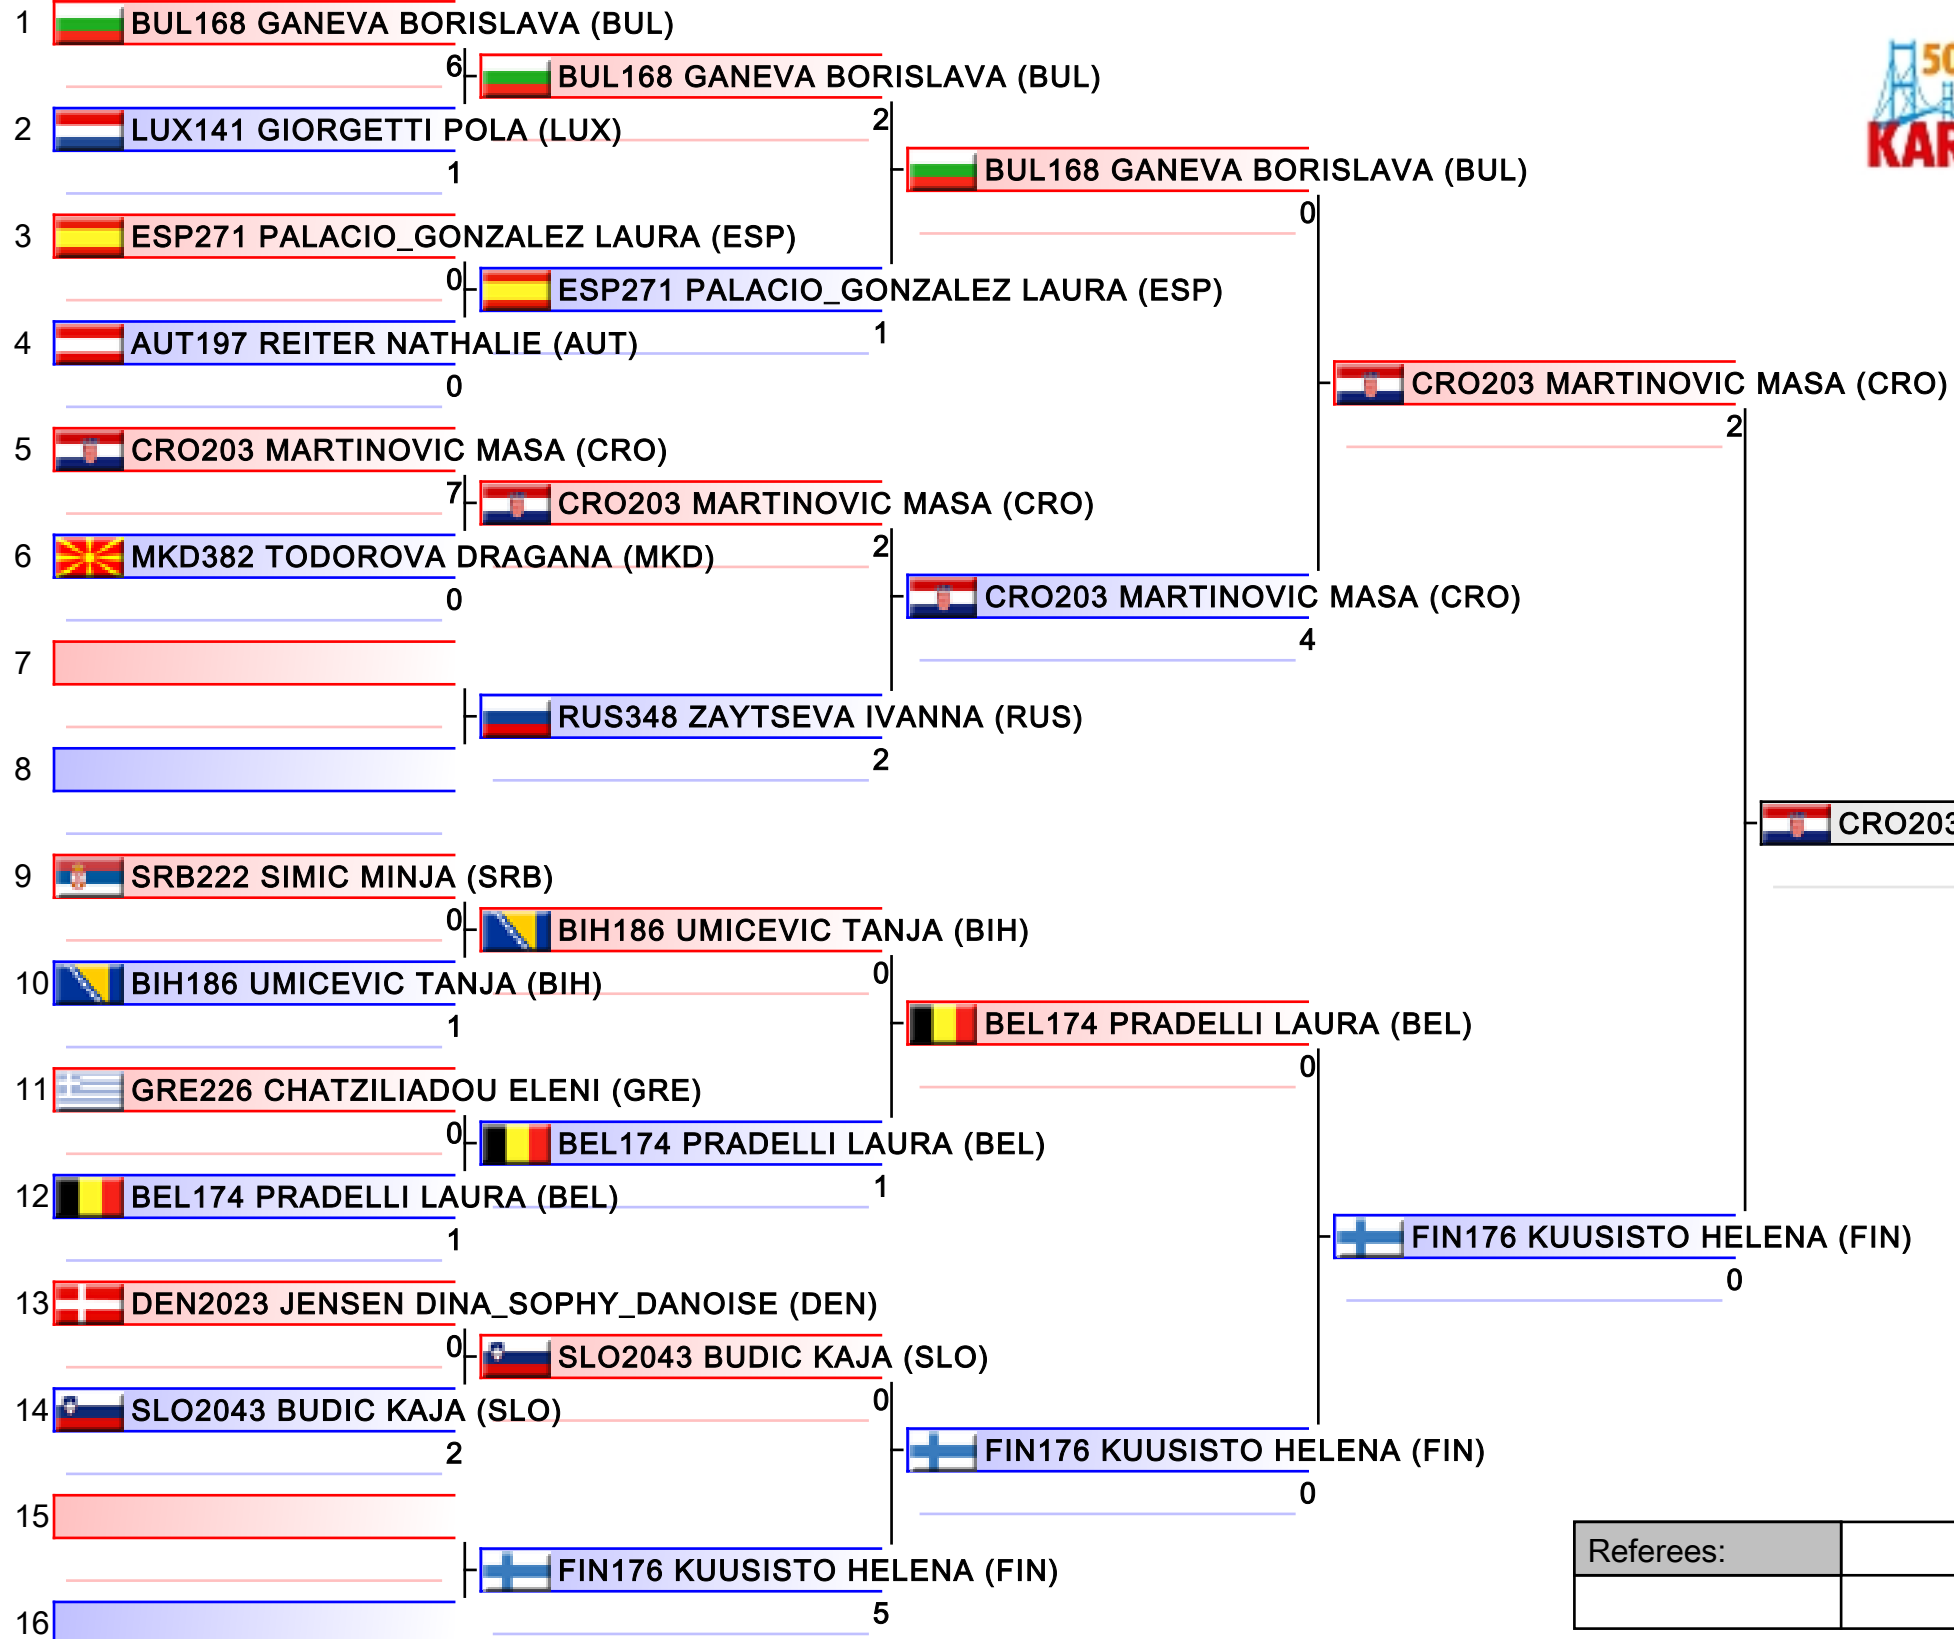 1 BUL168 GANEVA BORISLAVA (BUL)
6 BUL168 GANEVA BORISLAVA (BUL)
2 LUX141 GIORGETTI POLA (LUX)
2
1
BUL168 GANEVA BORISLAVA (BUL)
0
3 ESP271 PALACIO_GONZALEZ LAURA (ESP)
0 ESP271 PALACIO_GONZALEZ LAURA (ESP)
1
4 AUT197 REITER NATHALIE (AUT)
0
CRO203 MARTINOVIC MASA (CRO)
2
5 CRO203 MARTINOVIC MASA (CRO)
7 CRO203 MARTINOVIC MASA (CRO)
2
6 MKD382 TODOROVA DRAGANA (MKD)
0
CRO203 MARTINOVIC MASA (CRO)
4
7
RUS348 ZAYTSEVA IVANNA (RUS)
2
8
CRO203
9 SRB222 SIMIC MINJA (SRB)
0 BIH186 UMICEVIC TANJA (BIH)
0
10 BIH186 UMICEVIC TANJA (BIH)
1
BEL174 PRADELLI LAURA (BEL)
0
11 GRE226 CHATZILIADOU ELENI (GRE)
0 BEL174 PRADELLI LAURA (BEL)
1
12 BEL174 PRADELLI LAURA (BEL)
1
FIN176 KUUSISTO HELENA (FIN)
0
13 DEN2023 JENSEN DINA_SOPHY_DANOISE (DEN)
0 SLO2043 BUDIC KAJA (SLO)
0
14 SLO2043 BUDIC KAJA (SLO)
2
FIN176 KUUSISTO HELENA (FIN)
0
15
FIN176 KUUSISTO HELENA (FIN)
5
16
50
KAR
Referees: